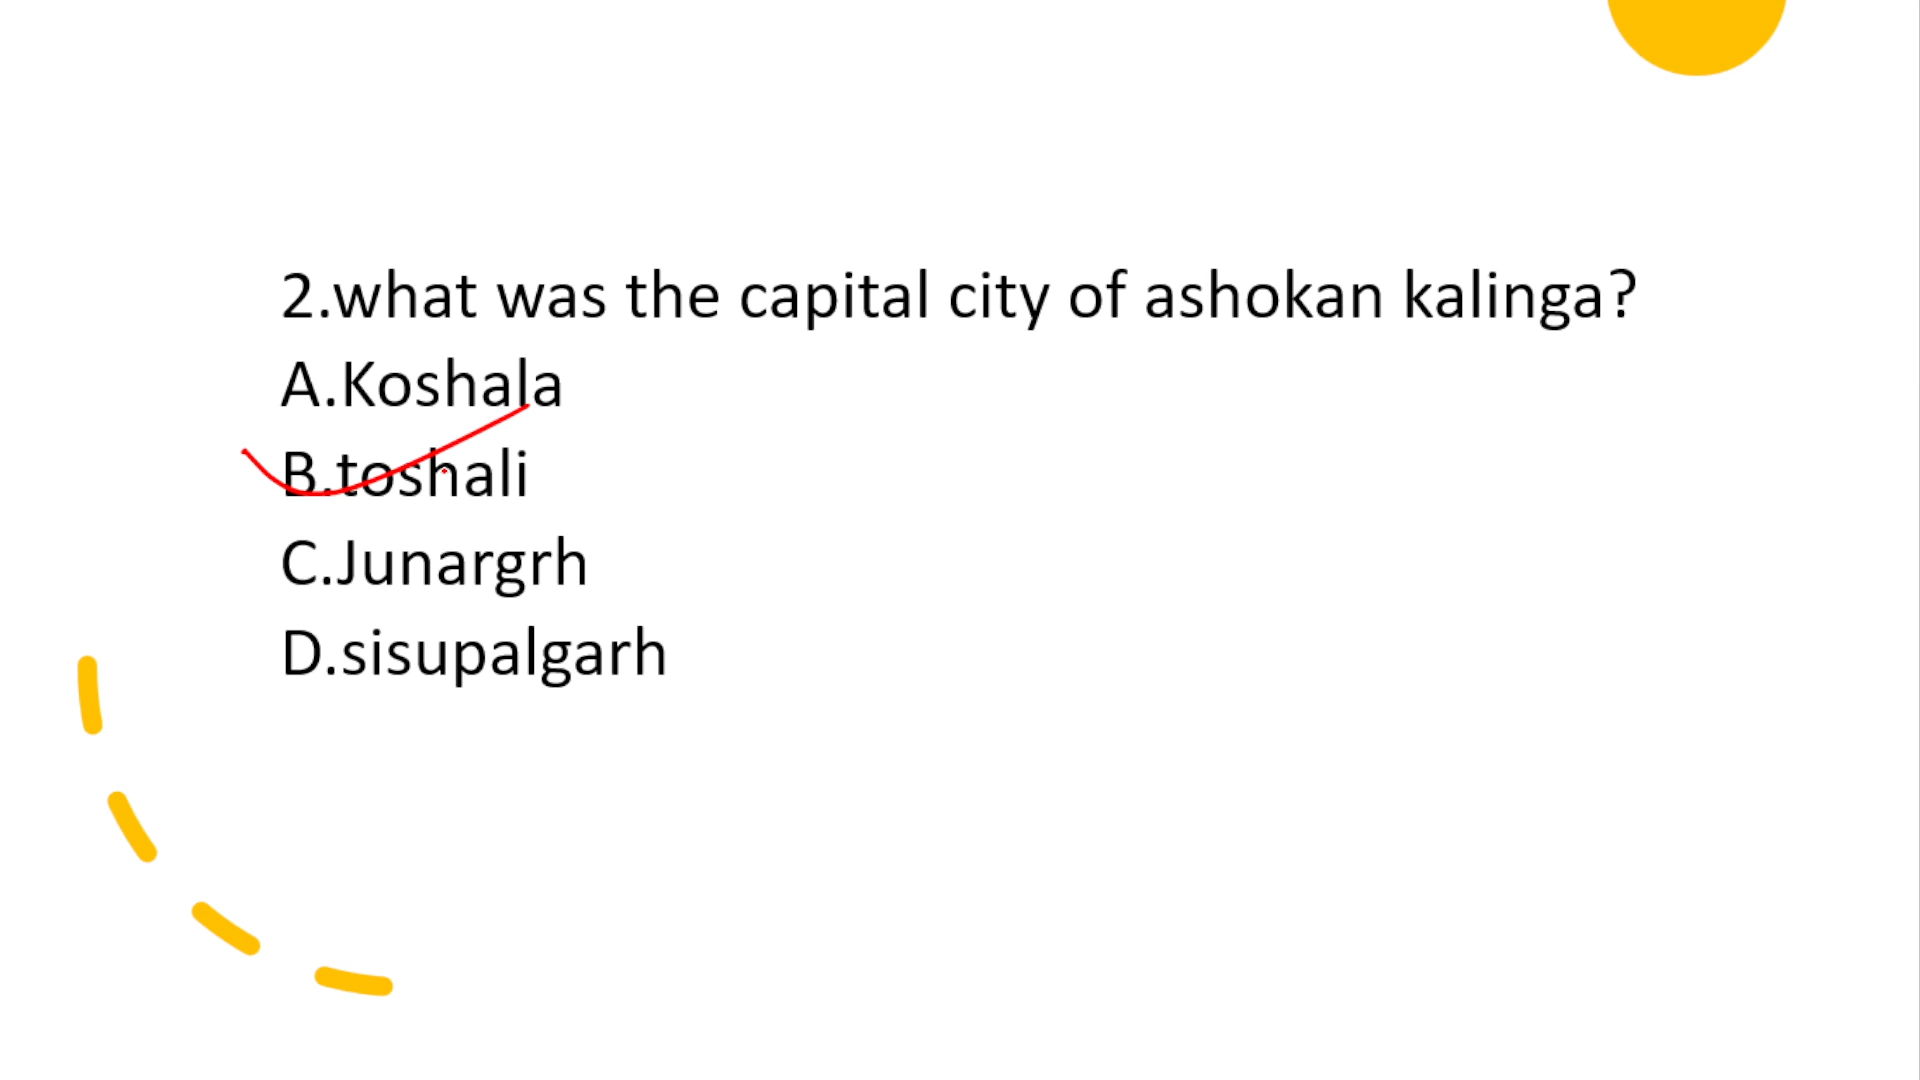 2.what was the capital city of ashokan kalinga?
A.Koshala
B.toshali
C.Junargrh
D.sisupalgarh